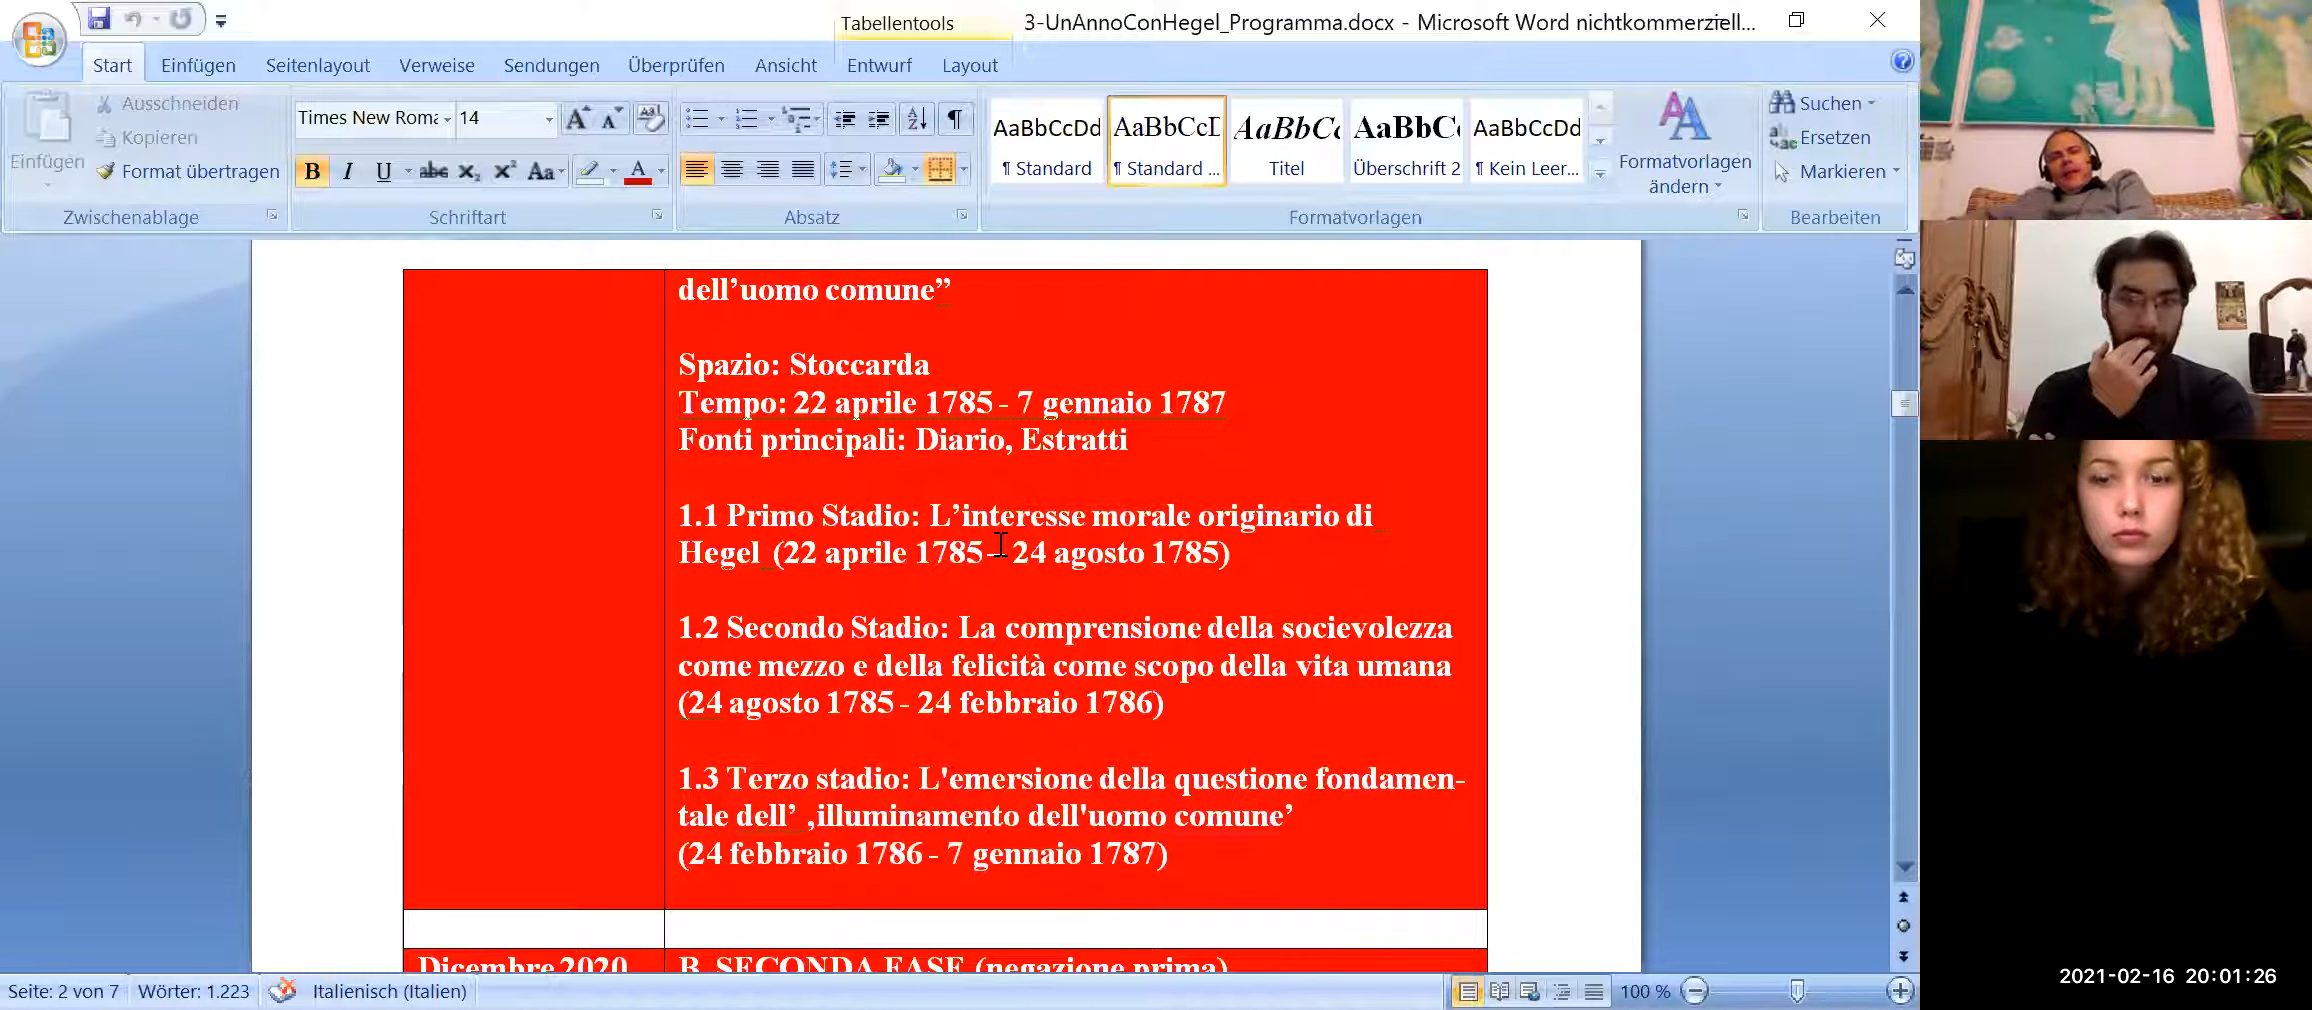 Tabellentools
3-UnAnnoConHegel_Programma.docx - Microsoft Word nichtkommerziell...
Start Einfügen Seitenlayout Verweise Sendungen Überprüfen Ansicht Entwurf Layout
Einfügen
Ausschneiden
Kopieren
Format übertragen
Zwischenablage
Times New Roma 14
Schriftart
Absatz
AaBbCcDd AaBbCcD AaBbCc AaBbC AaBbCcDd
¶ Standard ¶ Standard ... Titel Überschrift 2 ¶ Kein Leer...
Formatvorlagen
ändern
Formatvorlagen
Suchen
Ersetzen
Markieren
Bearbeiten
dell’uomo comune”
Spazio: Stoccarda
Tempo: 22 aprile 1785 - 7 gennaio 1787
Fonti principali: Diario, Estratti
1.1 Primo Stadio: L’interesse morale originario di
Hegel (22 aprile 1785 - 24 agosto 1785)
1.2 Secondo Stadio: La comprensione della socievolezza
come mezzo e della felicità come scopo della vita umana
(24 agosto 1785 - 24 febbraio 1786)
1.3 Terzo stadio: L'emersione della questione fondamen-
tale dell’ ‚illuminamento dell'uomo comune’
(24 febbraio 1786 - 7 gennaio 1787)
Dicembre 2020 B. SECONDA FASE (negazione prima)
Seite: 2 von 7 Wörter: 1.223 Italienisch (Italien) 100 %
2021-02-16 20:01:26